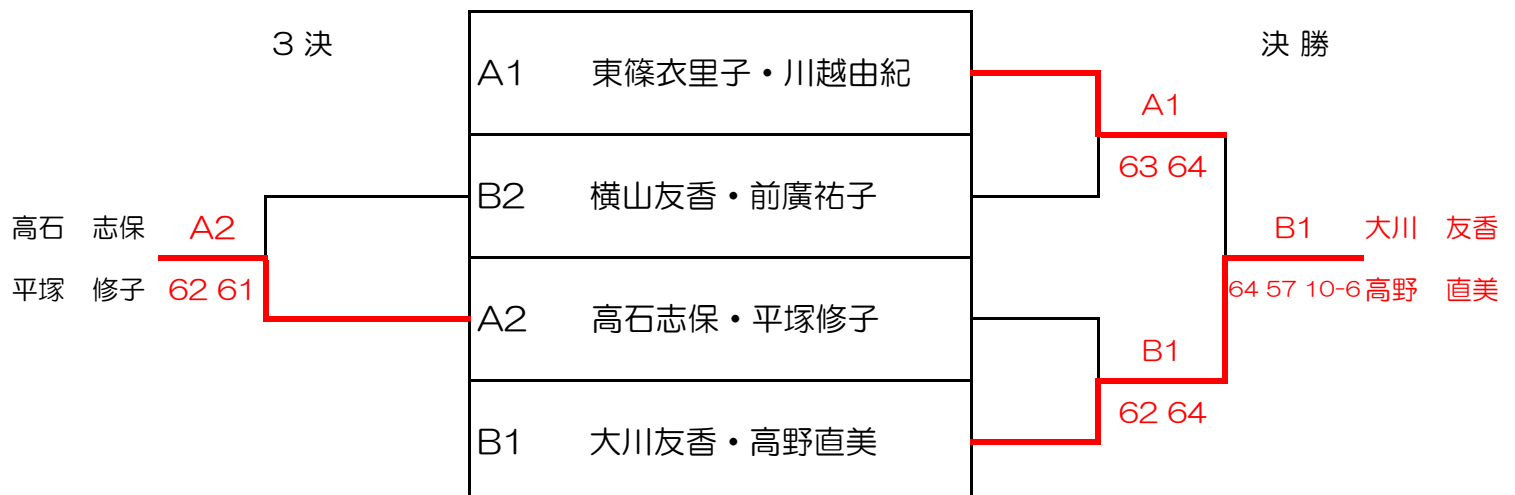 3 決
決 勝
A1 東篠衣里子・川越由紀
A1
63 64
B2 横山友香・前廣祐子
高石 志保 A2
平塚 修子 62 61
B1 大川 友香
64 57 10-6 高野 直美
A2 高石志保・平塚修子
B1
62 64
B1 大川友香・高野直美